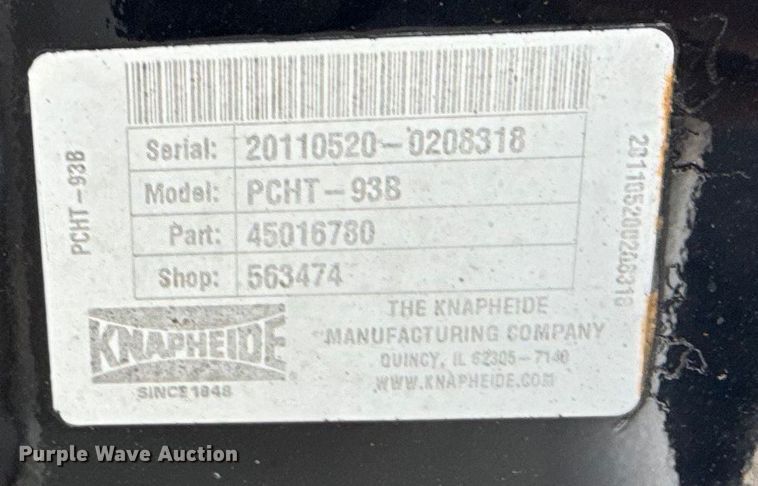 Serial: 20110520-0208318
Model: PCHT-93B
Part: 45016780
Shop: 563474
PCHT-93B
201105200208318
KNAPHEIDE
SINCE 1848
THE KNAPHEIDE
MANUFACTURING COMPANY
QUINCY, IL 62305-7140
WWW.KNAPHEIDE.COM
Purple Wave Auction